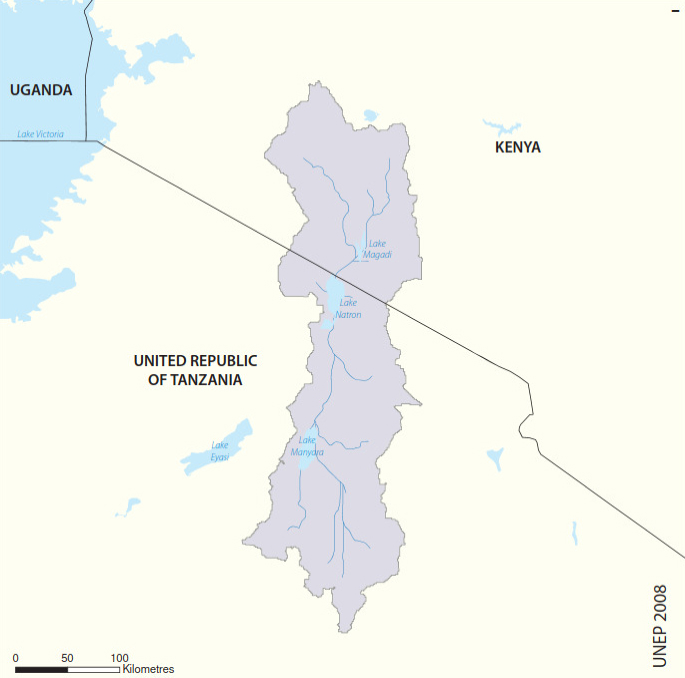 UGANDA
Lake Victoria
KENYA
Lake
Magadi
Lake
Natron
UNITED REPUBLIC
OF TANZANIA
Lake
Eyasi
Lake
Manyara
UNEP 2008
0 50 100
Kilometres